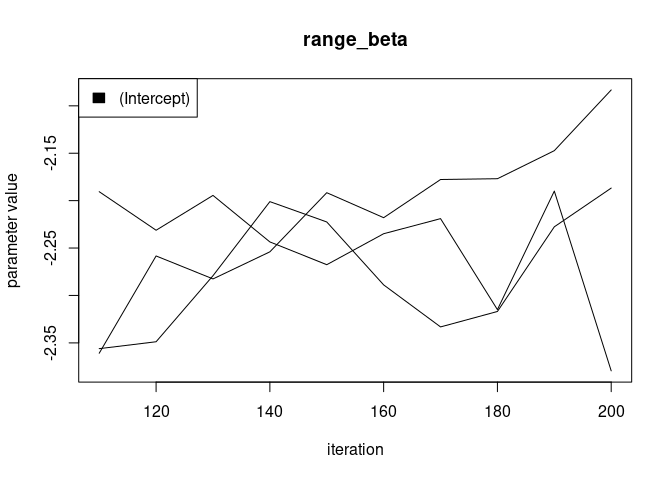 range_beta
(Intercept)
parameter value
-2.15
-2.25
-2.35
120 140 160 180 200
iteration